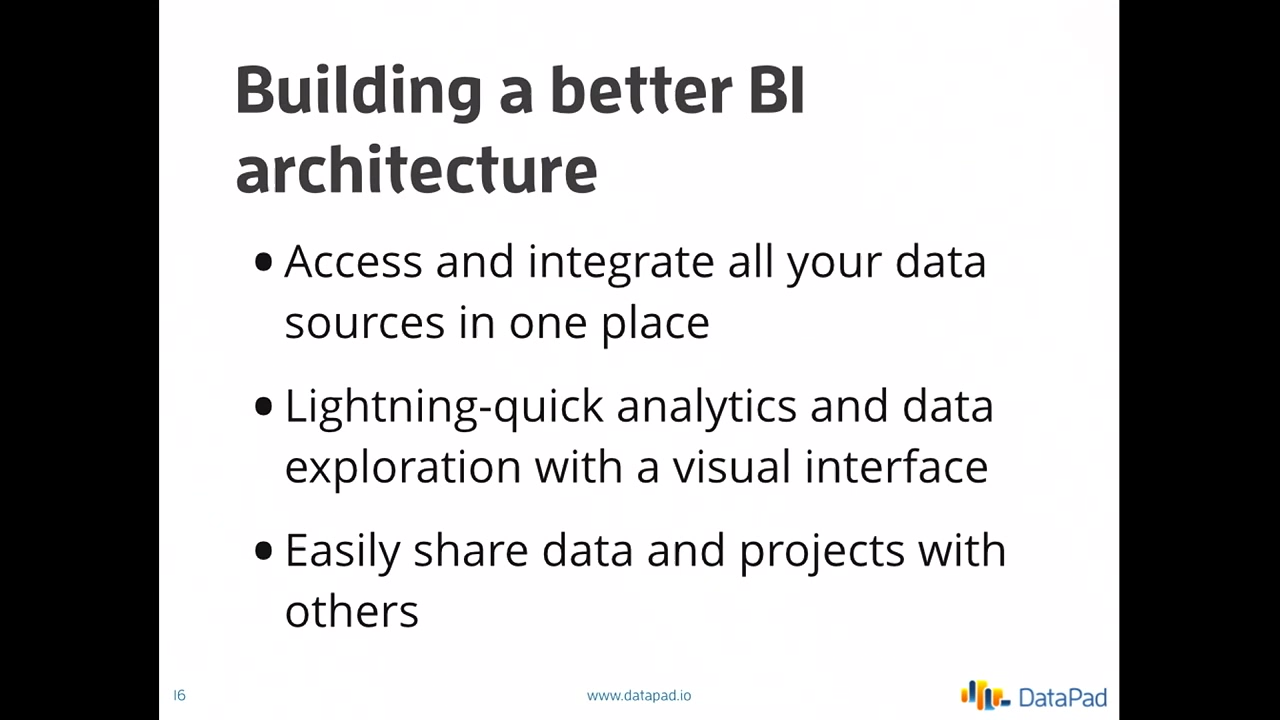 Building a better BI
architecture
• Access and integrate all your data
sources in one place
• Lightning-quick analytics and data
exploration with a visual interface
• Easily share data and projects with
others
16
www.datapad.io
DataPad